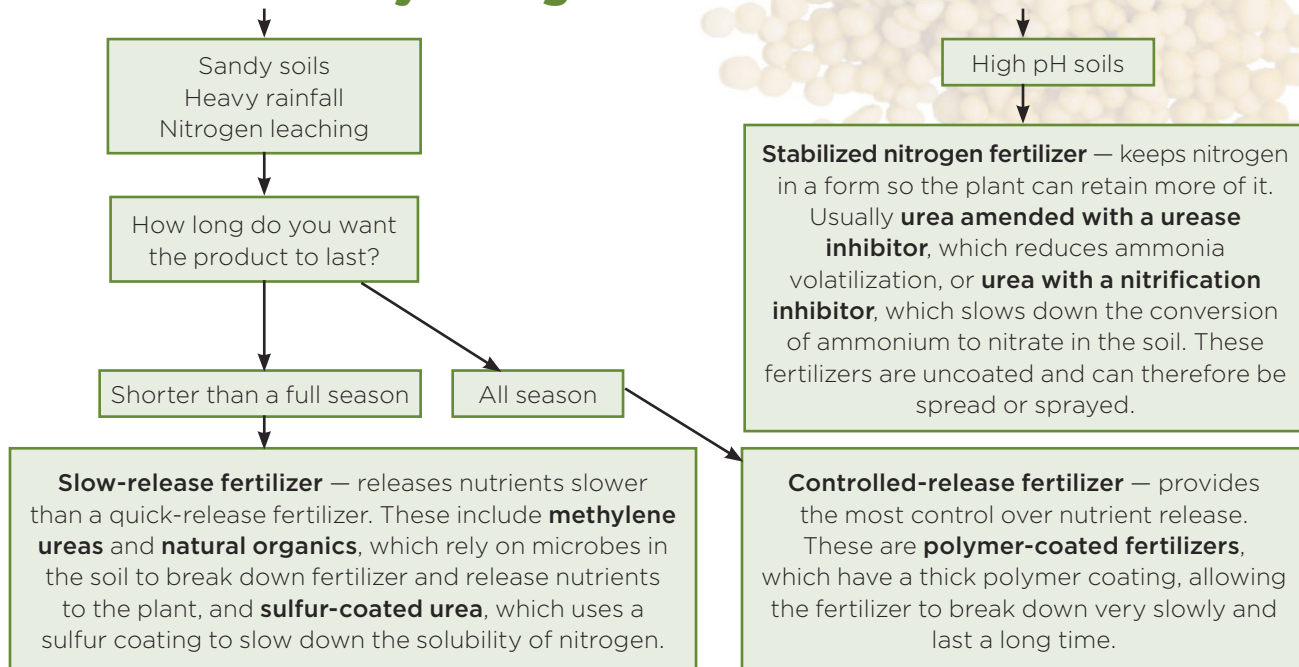 Sandy soils
Heavy rainfall
Nitrogen leaching
How long do you want
the product to last?
Shorter than a full season
All season
Slow-release fertilizer — releases nutrients slower
than a quick-release fertilizer. These include methylene
ureas and natural organics, which rely on microbes in
the soil to break down fertilizer and release nutrients
to the plant, and sulfur-coated urea, which uses a
sulfur coating to slow down the solubility of nitrogen.
High pH soils
Stabilized nitrogen fertilizer — keeps nitrogen
in a form so the plant can retain more of it.
Usually urea amended with a urease
inhibitor, which reduces ammonia
volatilization, or urea with a nitrification
inhibitor, which slows down the conversion
of ammonium to nitrate in the soil. These
fertilizers are uncoated and can therefore be
spread or sprayed.
Controlled-release fertilizer — provides
the most control over nutrient release.
These are polymer-coated fertilizers,
which have a thick polymer coating, allowing
the fertilizer to break down very slowly and
last a long time.